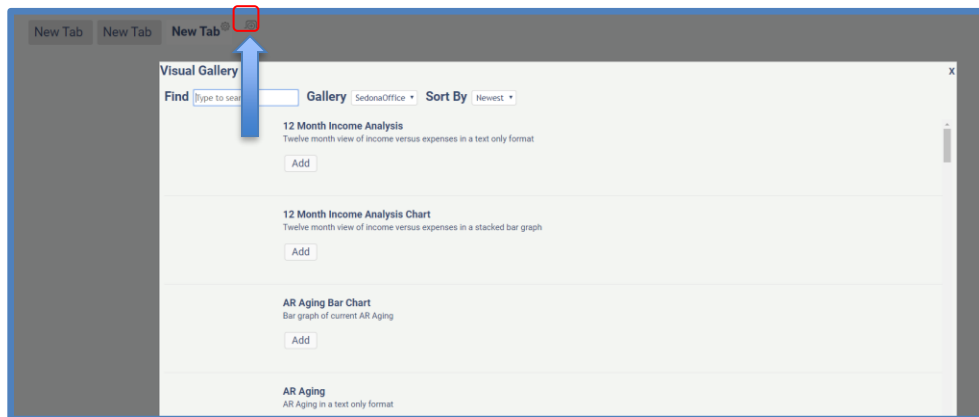 New Tab New Tab New Tab
Visual Gallery x
Find Type to sear Gallery SedonaOffice Sort By Newest
12 Month Income Analysis
Twelve month view of income versus expenses in a text only format
Add
12 Month Income Analysis Chart
Twelve month view of income versus expenses in a stacked bar graph
Add
AR Aging Bar Chart
Bar graph of current AR Aging
Add
AR Aging
AR Aging in a text only format